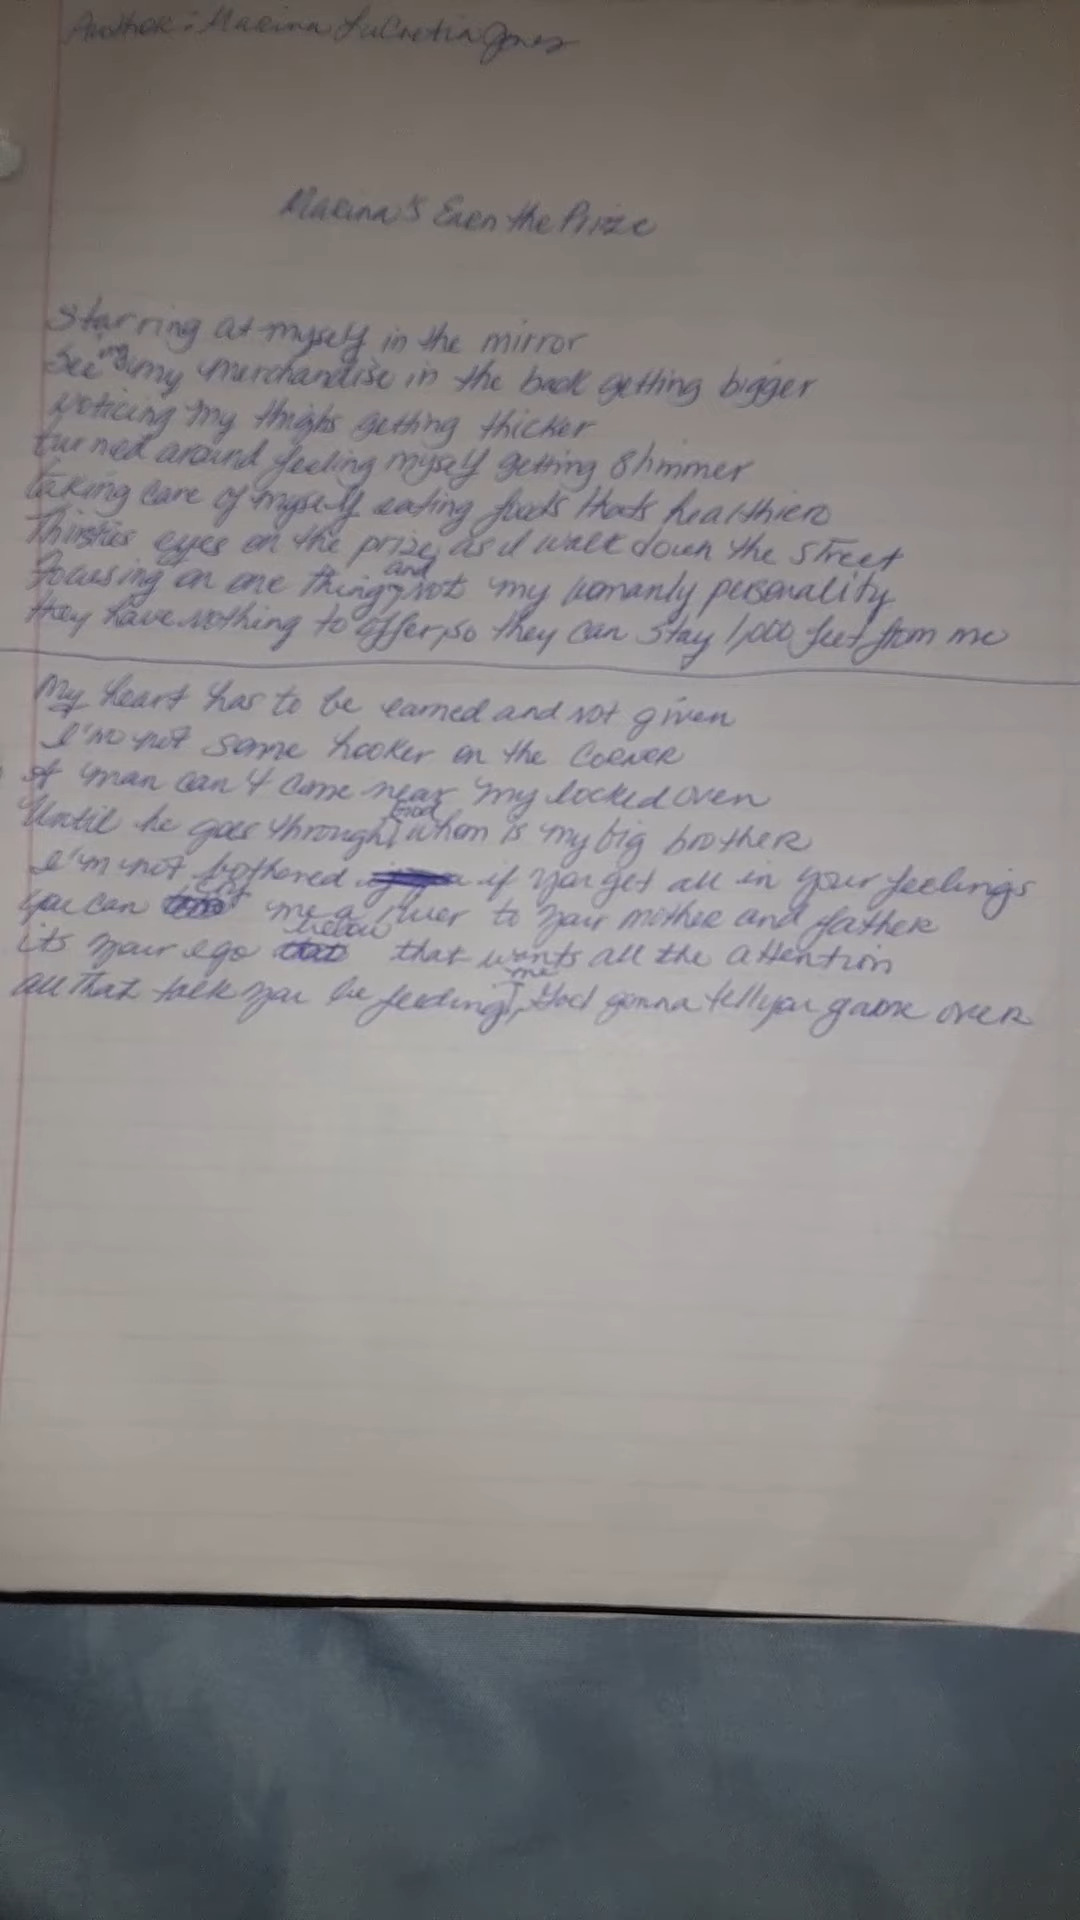 Author: Marina LaCretia Jones
Marina's Earn the Prize
Starring at myself in the mirror
Seeing my merchandise in the back getting bigger
Noticing my thighs getting thicker
turned around feeling myself getting shimmer
taking care of myself eating foods thats healthier
Thirsties eyes on the prize, as I walk down the street
Focusing on one thing, and not my womanly personality
they have nothing to offer, so they can stay 1,000 feet from me
My heart has to be earned and not given
I'm not some hooker on the corner
A man can't come near my locked oven
Until he goes through God whom is my big brother
I'm not bothered if you get all in your feelings
you can cry me a river to your mother and father
its your ego that wants all the attention
all that talk you be feeding me, God gonna tell you game over